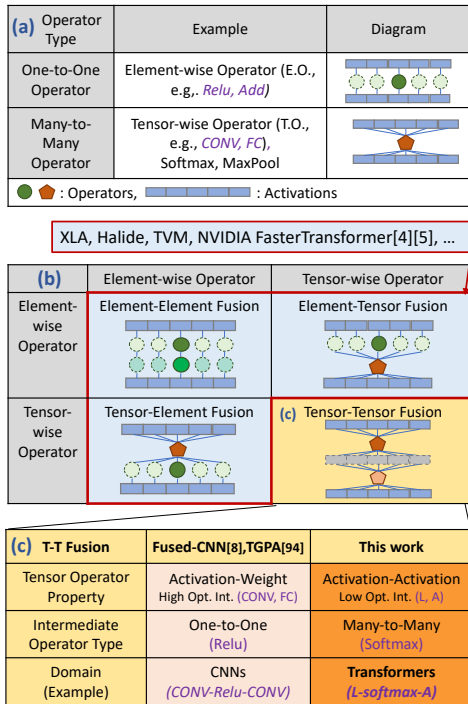 (a) Operator Type Example Diagram
One-to-One Operator Element-wise Operator (E.O., e.g,. Relu, Add)
Many-to-Many Operator Tensor-wise Operator (T.O., e.g., CONV, FC), Softmax, MaxPool
: Operators, : Activations
XLA, Halide, TVM, NVIDIA FasterTransformer[4][5], ...
(b) Element-wise Operator Tensor-wise Operator
Element-wise Operator Element-Element Fusion Element-Tensor Fusion
Tensor-wise Operator Tensor-Element Fusion (c) Tensor-Tensor Fusion
(c) T-T Fusion Fused-CNN[8],TGPA[94] This work
Tensor Operator Property Activation-Weight High Opt. Int. (CONV, FC) Activation-Activation Low Opt. Int. (L, A)
Intermediate Operator Type One-to-One (Relu) Many-to-Many (Softmax)
Domain (Example) CNNs (CONV-Relu-CONV) Transformers (L-softmax-A)